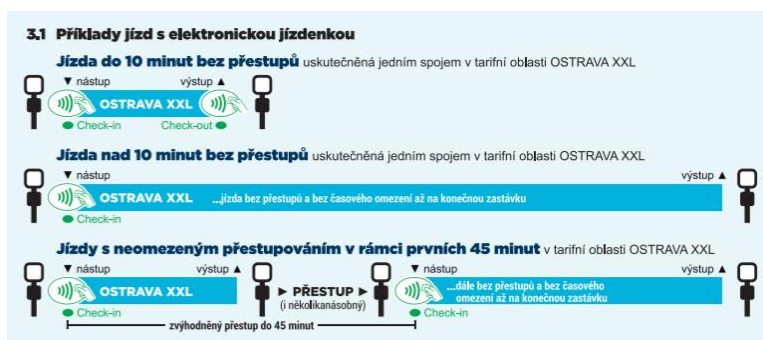 3.1 Příklady jízd s elektronickou jízdenkou
Jízda do 10 minut bez přestupů uskutečněná jedním spojem v tarifní oblasti OSTRAVA XXL
▼ nástup výstup ▲
OSTRAVA XXL
Check-in Check-out
Jízda nad 10 minut bez přestupů uskutečněná jedním spojem v tarifní oblasti OSTRAVA XXL
▼ nástup výstup ▲
OSTRAVA XXL ...jízda bez přestupů a bez časového omezení až na konečnou zastávku
Check-in
Jízdy s neomezeným přestupováním v rámci prvních 45 minut v tarifní oblasti OSTRAVA XXL
▼ nástup výstup ▲ ▼ nástup výstup ▲
OSTRAVA XXL ► PŘESTUP ► ...dále bez přestupů a bez časového
(i několikanásobný) omezení až na konečnou zastávku
Check-in Check-in
zvýhodněný přestup do 45 minut